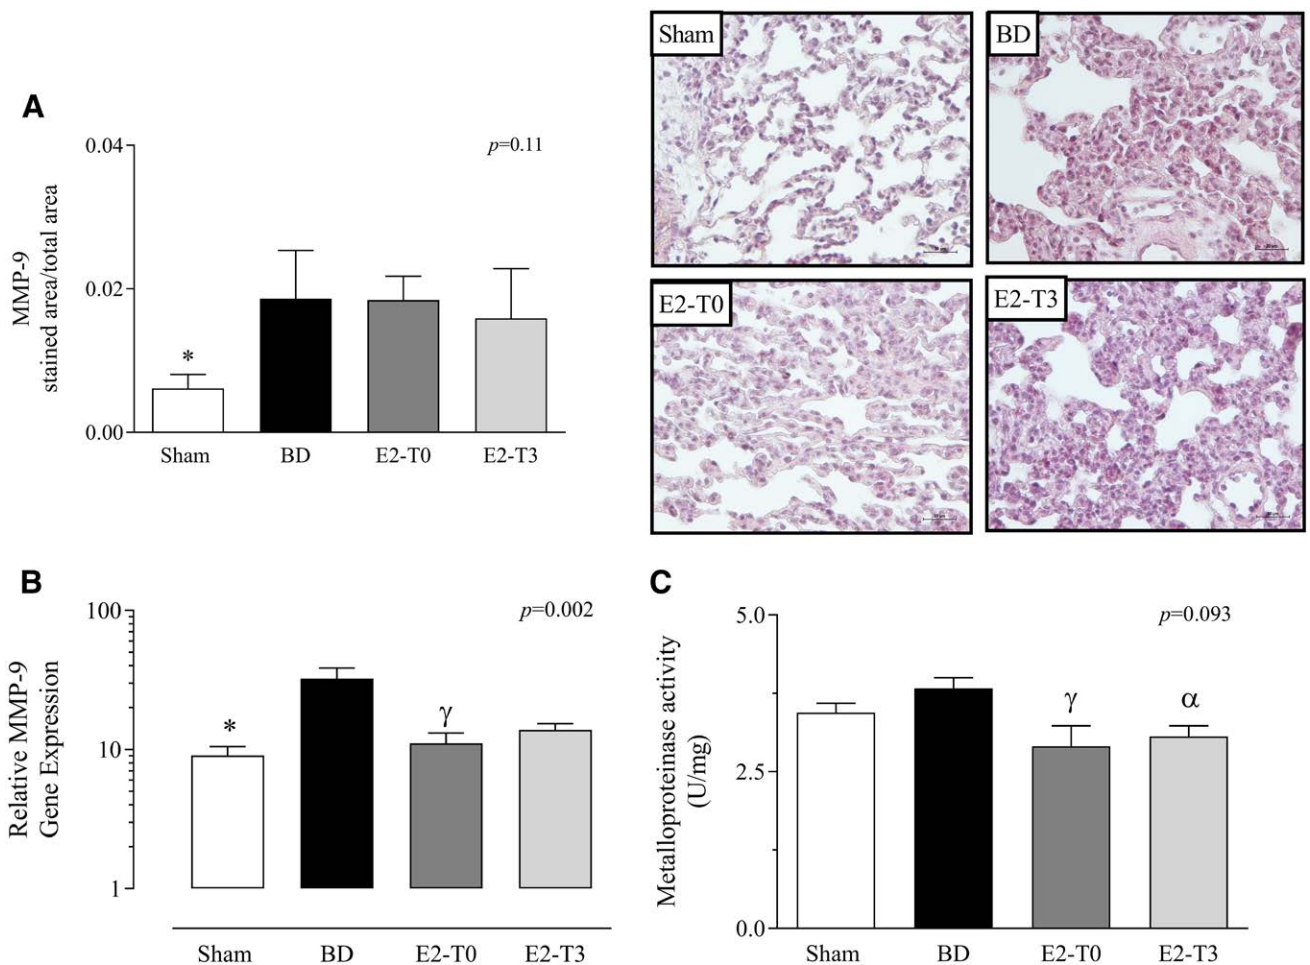 A
MMP-9
stained area/total area
0.04
0.02
0.00
p=0.11
*
Sham
BD
E2-T0
E2-T3
Sham
BD
E2-T0
E2-T3
B
Relative MMP-9
Gene Expression
100
10
1
p=0.002
*
γ
Sham
BD
E2-T0
E2-T3
C
Metalloproteinase activity
(U/mg)
5.0
2.5
0.0
p=0.093
γ
α
Sham
BD
E2-T0
E2-T3